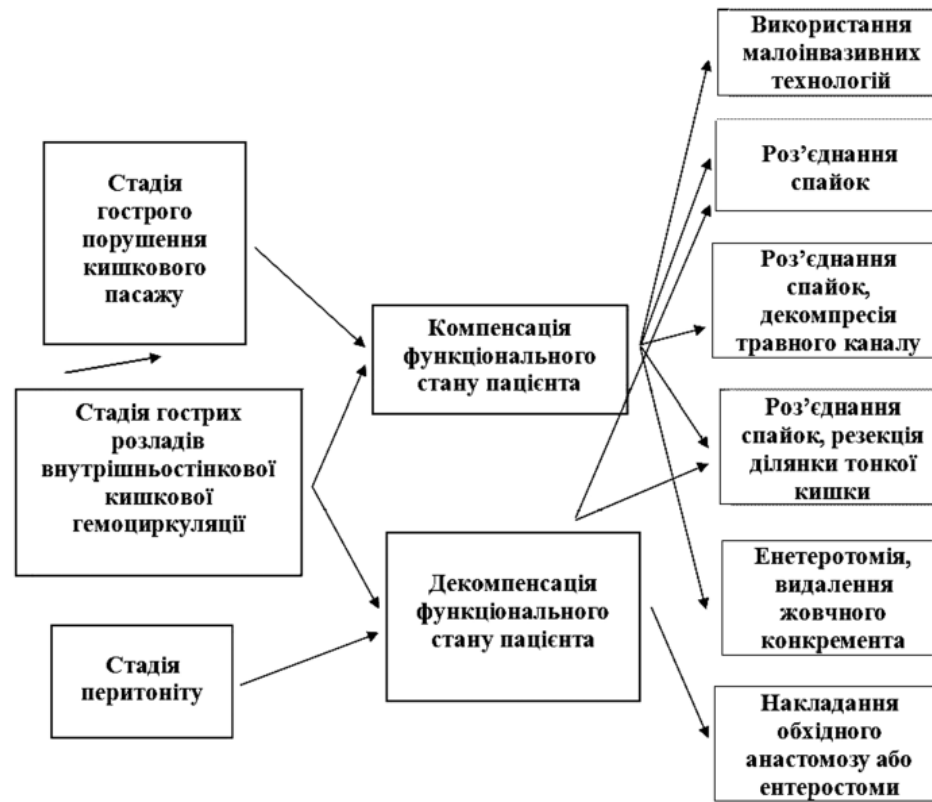 Стадія
гострого
порушення
кишкового
пасажу
Стадія гострих
розладів
внутрішньостінкової
кишкової
гемоциркуляції
Стадія
перитоніту
Компенсація
функціонального
стану пацієнта
Декомпенсація
функціонального
стану пацієнта
Використання
малоінвазивних
технологій
Роз’єднання
спайок
Роз’єднання
спайок,
декомпресія
травного каналу
Роз’єднання
спайок, резекція
ділянки тонкої
кишки
Енетеротомія,
видалення
жовчного
конкремента
Накладання
обхідного
анастомозу або
ентеростоми